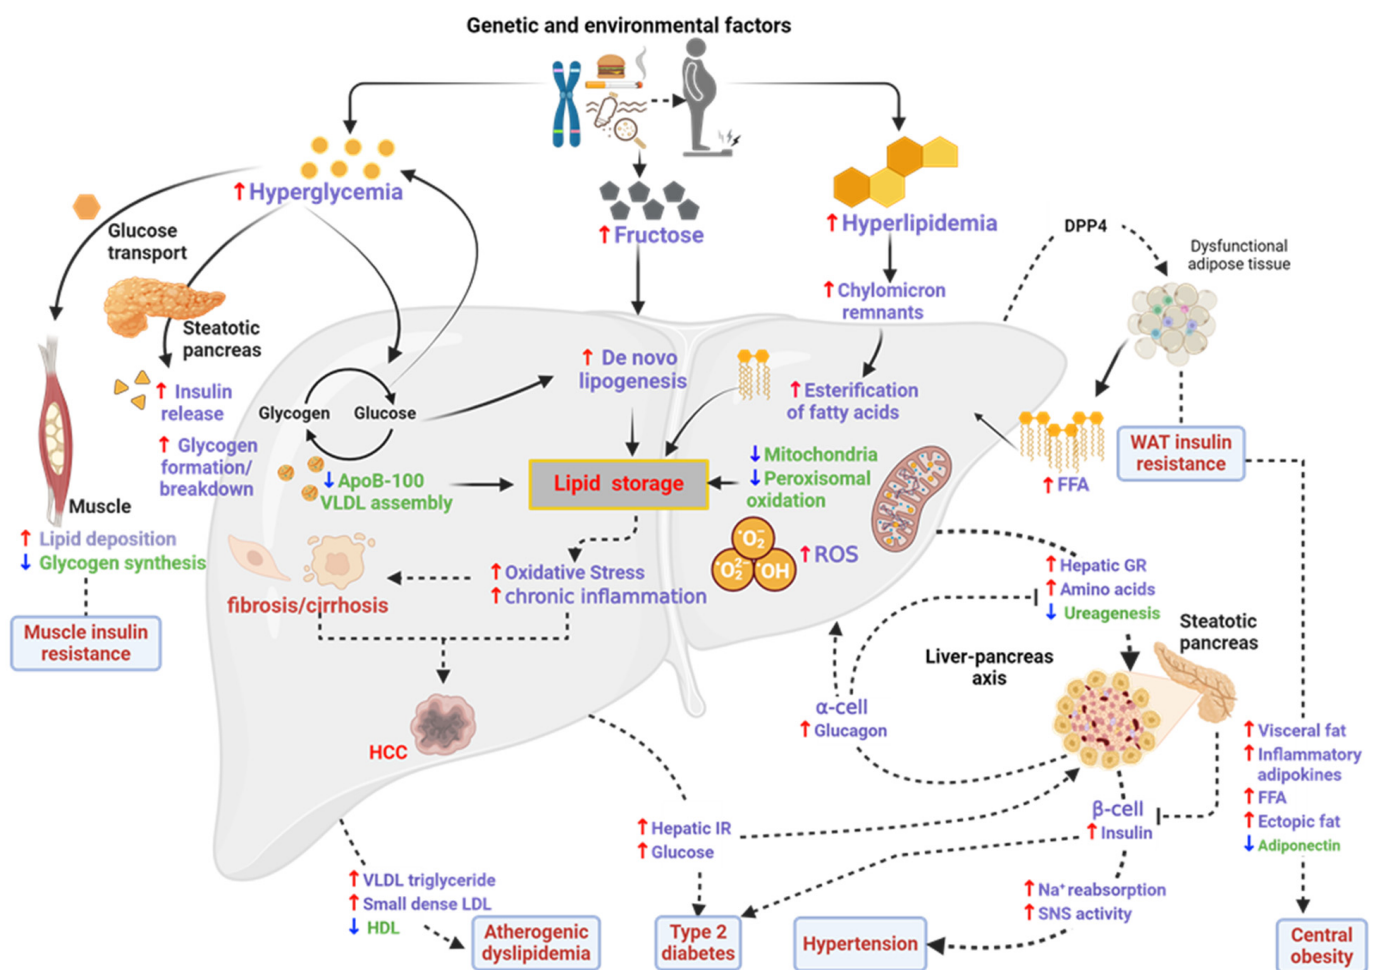 Genetic and environmental factors
↑Hyperglycemia
↑Fructose
↑Hyperlipidemia
DPP4
Dysfunctional
adipose tissue
Glucose
transport
↑Chylomicron
remnants
Steatotic
pancreas
↑ Insulin
release
↑ Glycogen
formation/
breakdown
Glycogen
Glucose
↑ De novo
lipogenesis
↑Esterification
of fatty acids
↓ApoB-100
VLDL assembly
Lipid storage
↓Mitochondria
↓Peroxisomal
oxidation
↑FFA
WAT insulin
resistance
Muscle
↑ Lipid deposition
↓ Glycogen synthesis
Muscle insulin
resistance
·O₂⁻
·O₂²⁻
·OH
↑ROS
↑Oxidative Stress
↑chronic inflammation
fibrosis/cirrhosis
HCC
↑Hepatic GR
↑Amino acids
↓ Ureagenesis
Steatotic
pancreas
Liver-pancreas
axis
α-cell
↑Glucagon
β-cell
↑Insulin
↑Visceral fat
↑Inflammatory
adipokines
↑FFA
↑Ectopic fat
↓Adiponectin
↑Hepatic IR
↑Glucose
↑VLDL triglyceride
↑Small dense LDL
↓ HDL
↑Na⁺ reabsorption
↑SNS activity
Atherogenic
dyslipidemia
Type 2
diabetes
Hypertension
Central
obesity